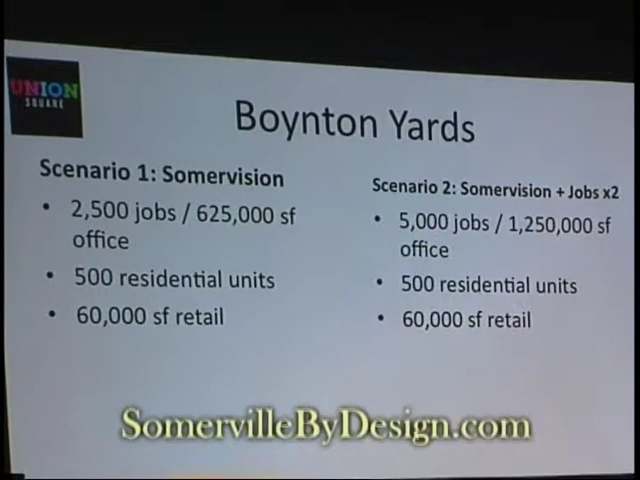 UNION
SQUARE
Boynton Yards
Scenario 1: Somervision
• 2,500 jobs / 625,000 sf
office
• 500 residential units
• 60,000 sf retail
Scenario 2: Somervision + Jobs x2
• 5,000 jobs / 1,250,000 sf
office
• 500 residential units
• 60,000 sf retail
SomervilleByDesign.com